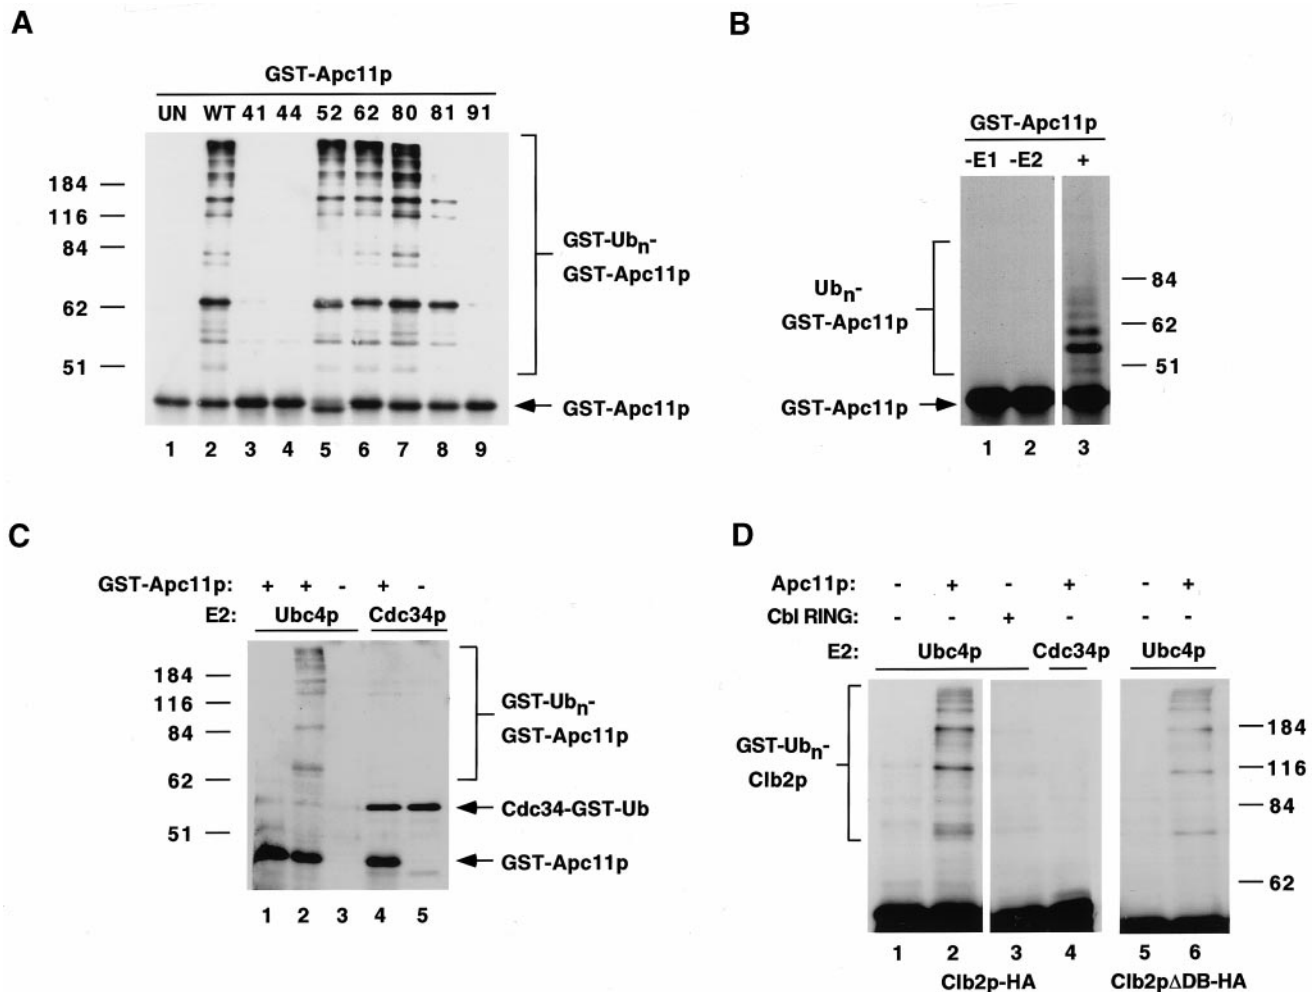 A
GST-Apc11p
UN WT 41 44 52 62 80 81 91
184
116
84
62
51
GST-Ubn-
GST-Apc11p
GST-Apc11p
1 2 3 4 5 6 7 8 9
B
GST-Apc11p
-E1 -E2 +
Ubn-
GST-Apc11p
GST-Apc11p
84
62
51
1 2 3
C
GST-Apc11p: + + - + -
E2: Ubc4p Cdc34p
184
116
84
62
51
GST-Ubn-
GST-Apc11p
Cdc34-GST-Ub
GST-Apc11p
1 2 3 4 5
D
Apc11p: - + - + - +
Cbl RING: - - + - - -
E2: Ubc4p Cdc34p Ubc4p
GST-Ubn-
Clb2p
184
116
84
62
1 2 3 4 5 6
Clb2p-HA Clb2pΔDB-HA